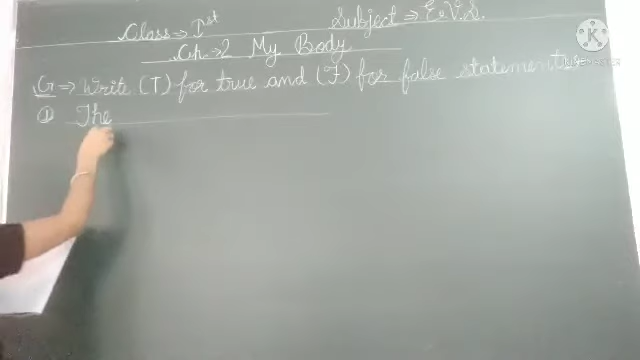 Class → Ist Subject ⇒ E.V.S.
Ch.2 My Body
G ⇒ Write (T) for true and (F) for false statements.
① The